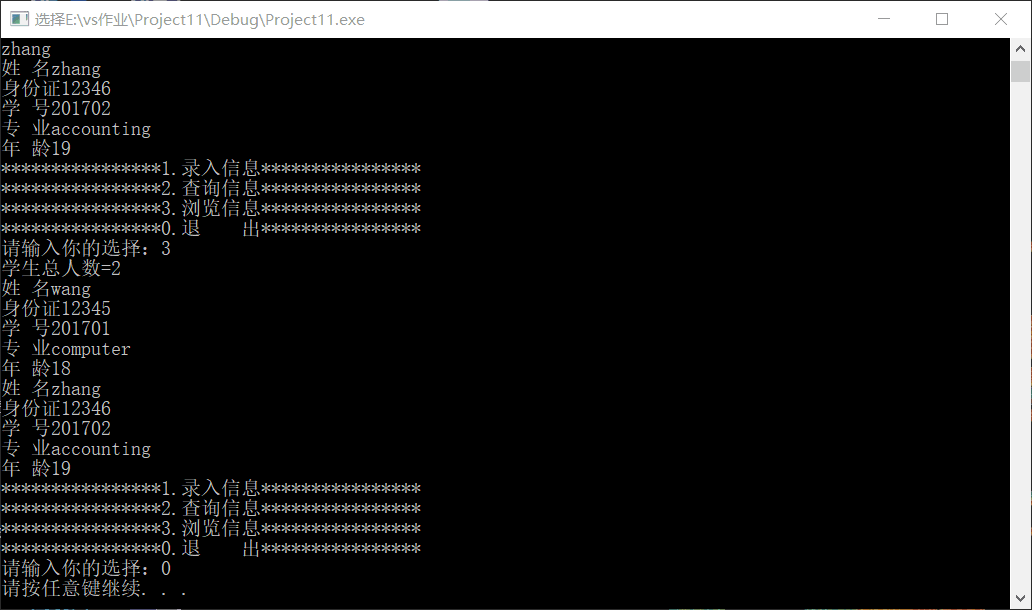 选择E:\vs作业\Project11\Debug\Project11.exe
zhang
姓 名zhang
身份证12346
学 号201702
专 业accounting
年 龄19
****************1.录入信息****************
****************2.查询信息****************
****************3.浏览信息****************
****************0.退    出****************
请输入你的选择：3
学生总人数=2
姓 名wang
身份证12345
学 号201701
专 业computer
年 龄18
姓 名zhang
身份证12346
学 号201702
专 业accounting
年 龄19
****************1.录入信息****************
****************2.查询信息****************
****************3.浏览信息****************
****************0.退    出****************
请输入你的选择：0
请按任意键继续. . .